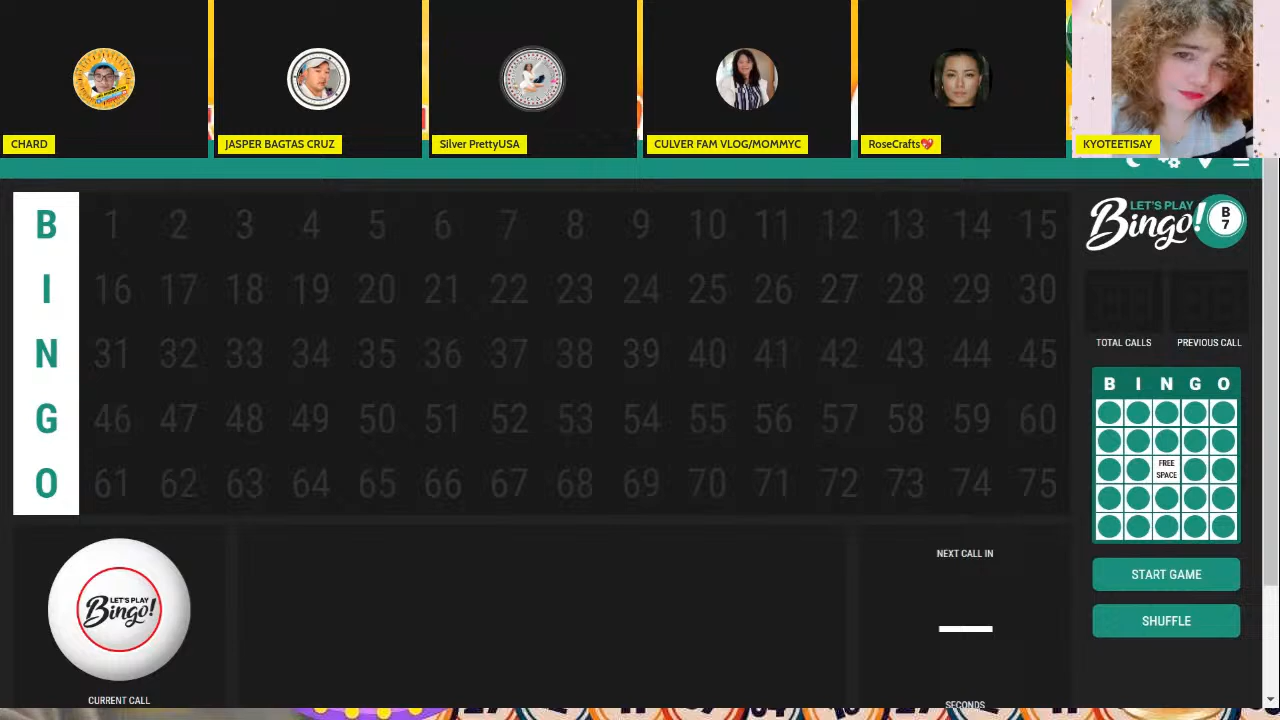 CHARD
JASPER BAGTAS CRUZ
Silver PrettyUSA
CULVER FAM VLOG/MOMMYC
RoseCrafts💖
KYOTEETISAY
B 1 2 3 4 5 6 7 8 9 10 11 12 13 14 15
I 16 17 18 19 20 21 22 23 24 25 26 27 28 29 30
N 31 32 33 34 35 36 37 38 39 40 41 42 43 44 45
G 46 47 48 49 50 51 52 53 54 55 56 57 58 59 60
O 61 62 63 64 65 66 67 68 69 70 71 72 73 74 75
LET'S PLAY
Bingo!
B
7
TOTAL CALLS
PREVIOUS CALL
B I N G O
FREE
SPACE
START GAME
SHUFFLE
LET'S PLAY
Bingo!
CURRENT CALL
NEXT CALL IN
SECONDS